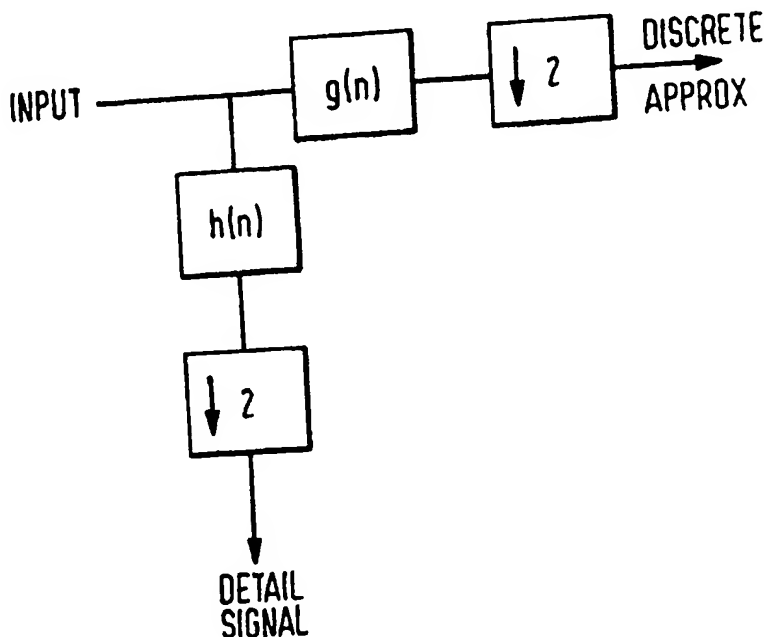 INPUT
g(n)
↓ 2
DISCRETE
APPROX
h(n)
↓ 2
DETAIL
SIGNAL